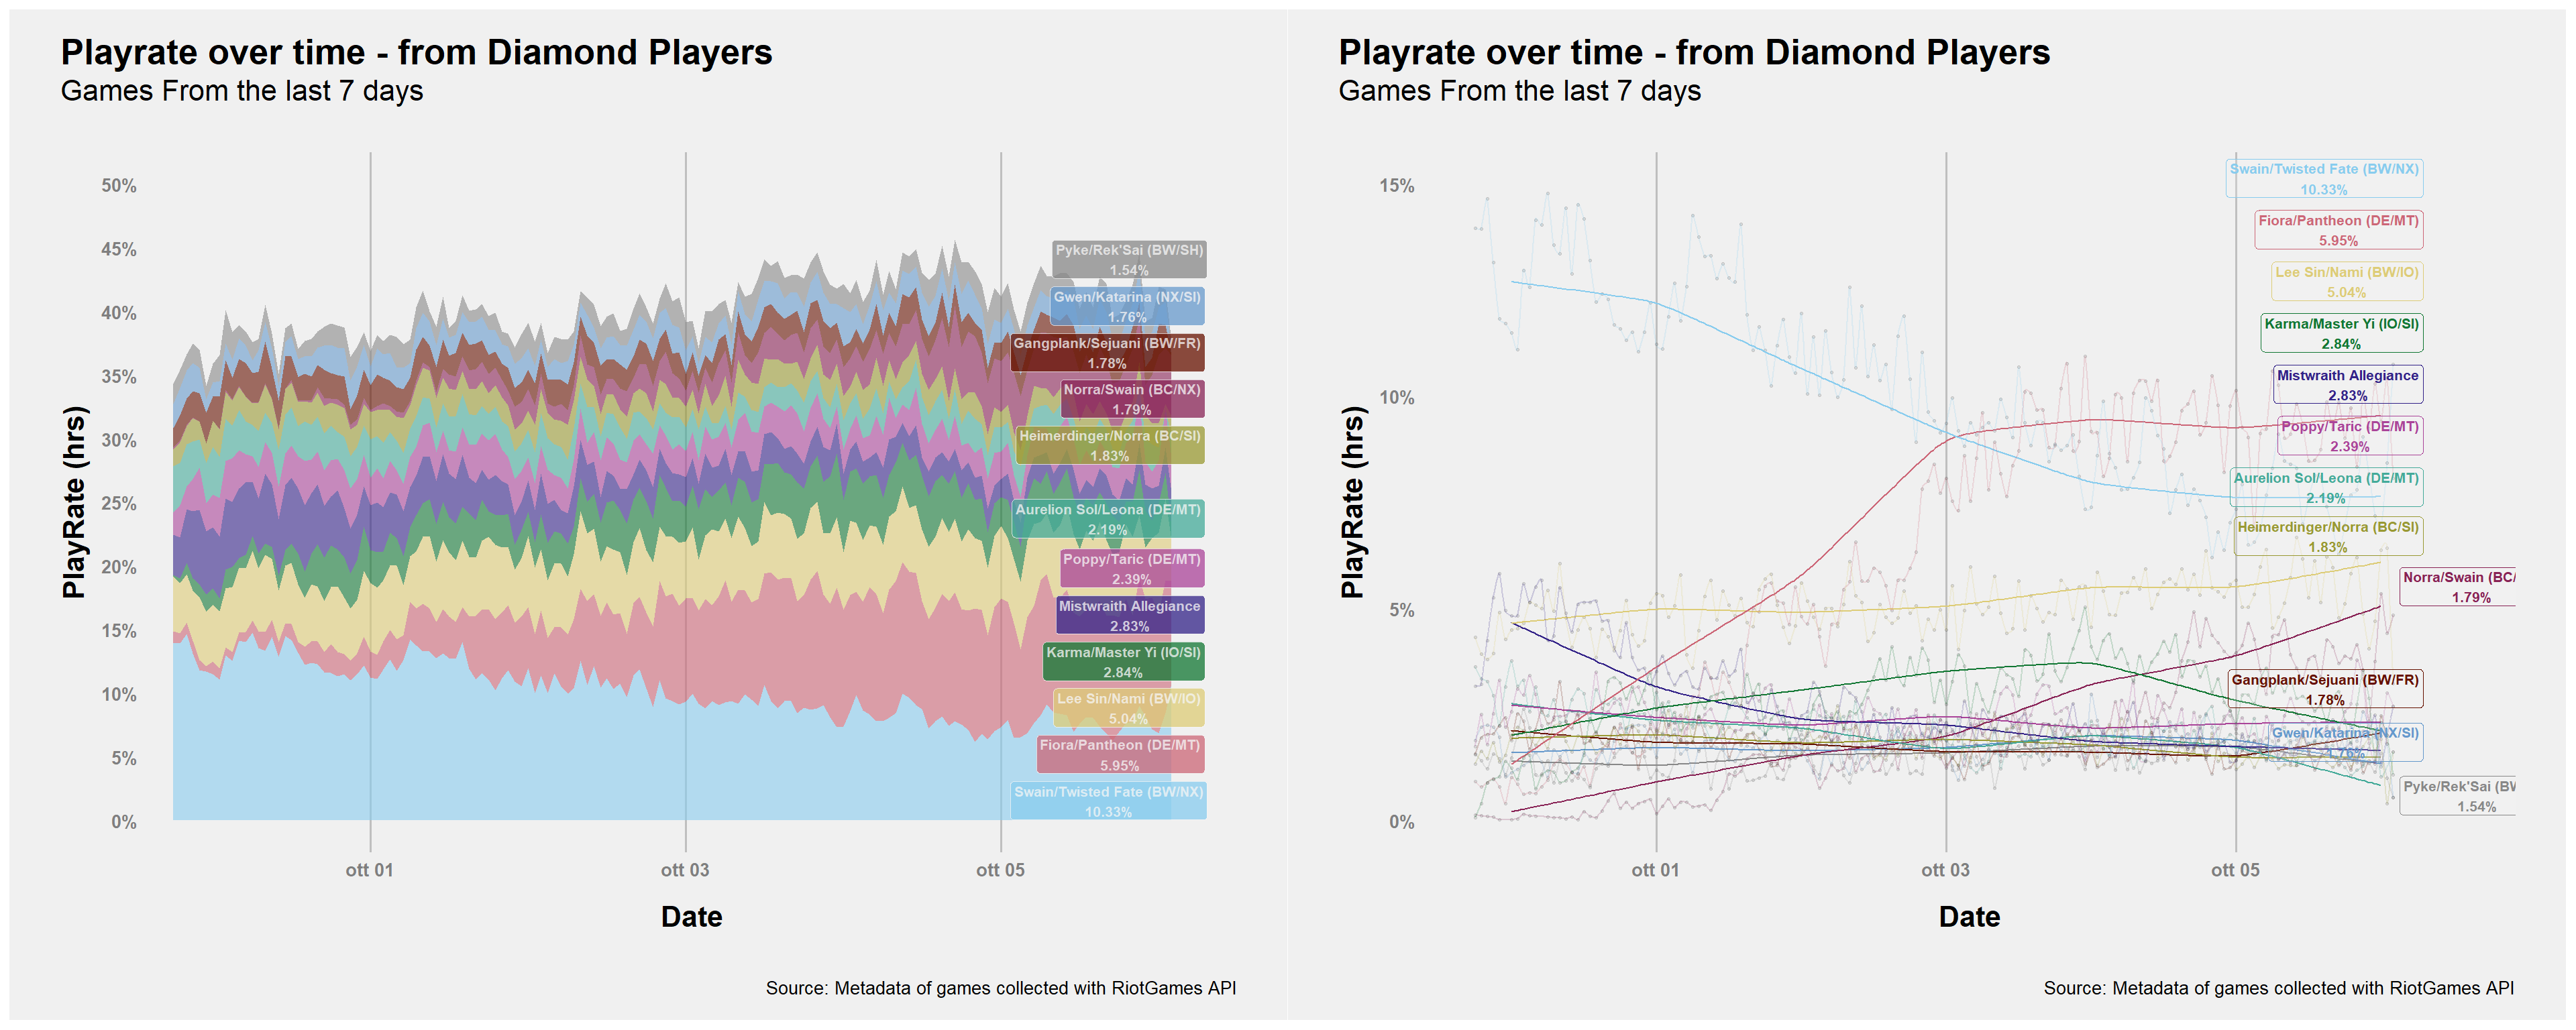 Playrate over time - from Diamond Players
Games From the last 7 days
PlayRate (hrs)
50%
45%
40%
35%
30%
25%
20%
15%
10%
5%
0%
Pyke/Rek'Sai (BW/SH)
1.54%
Gwen/Katarina (NX/SI)
1.76%
Gangplank/Sejuani (BW/FR)
1.78%
Norra/Swain (BC/NX)
1.79%
Heimerdinger/Norra (BC/SI)
1.83%
Aurelion Sol/Leona (DE/MT)
2.19%
Poppy/Taric (DE/MT)
2.39%
Mistwraith Allegiance
2.83%
Karma/Master Yi (IO/SI)
2.84%
Lee Sin/Nami (BW/IO)
5.04%
Fiora/Pantheon (DE/MT)
5.95%
Swain/Twisted Fate (BW/NX)
10.33%
ott 01
ott 03
ott 05
Date
Source: Metadata of games collected with RiotGames API
Playrate over time - from Diamond Players
Games From the last 7 days
PlayRate (hrs)
15%
10%
5%
0%
Swain/Twisted Fate (BW/NX)
10.33%
Fiora/Pantheon (DE/MT)
5.95%
Lee Sin/Nami (BW/IO)
5.04%
Karma/Master Yi (IO/SI)
2.84%
Mistwraith Allegiance
2.83%
Poppy/Taric (DE/MT)
2.39%
Aurelion Sol/Leona (DE/MT)
2.19%
Heimerdinger/Norra (BC/SI)
1.83%
Norra/Swain (BC/
1.79%
Gangplank/Sejuani (BW/FR)
1.78%
Gwen/Katarina (NX/SI)
1.76%
Pyke/Rek'Sai (BW
1.54%
ott 01
ott 03
ott 05
Date
Source: Metadata of games collected with RiotGames API